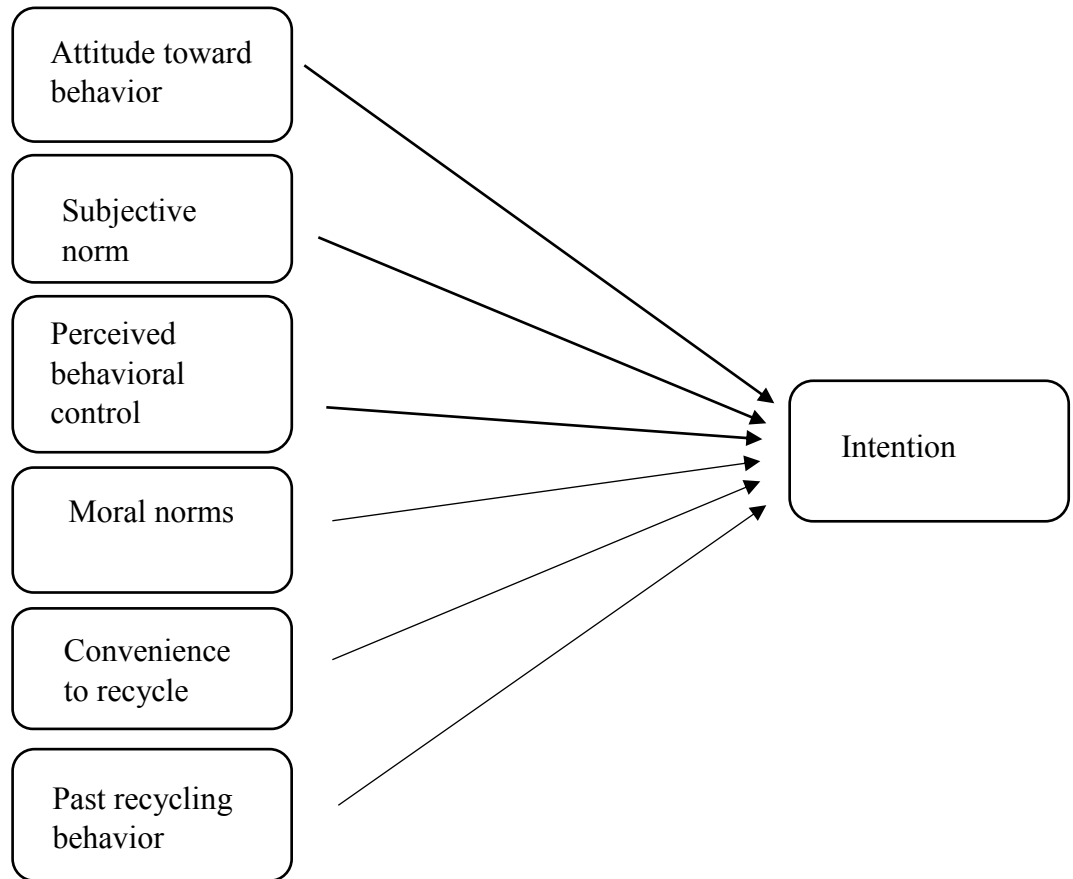 Attitude toward
behavior
Subjective
norm
Perceived
behavioral
control
Moral norms
Convenience
to recycle
Past recycling
behavior
Intention